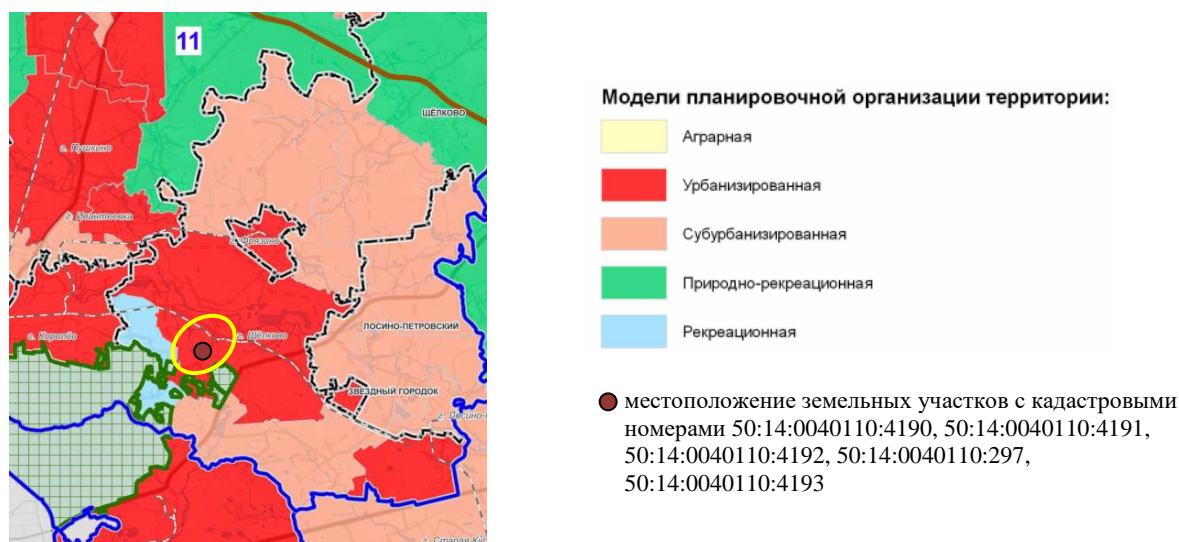 11
ЩЁЛКОВО
г. Пушкино
г. Ивантеевка
г. Фрязино
г. Королёв
г. Щёлково
ЛОСИНО-ПЕТРОВСКИЙ
ЗВЕЗДНЫЙ ГОРОДОК
г. Старая Ку
Модели планировочной организации территории:
Аграрная
Урбанизированная
Субурбанизированная
Природно-рекреационная
Рекреационная
местоположение земельных участков с кадастровыми
номерами 50:14:0040110:4190, 50:14:0040110:4191,
50:14:0040110:4192, 50:14:0040110:297,
50:14:0040110:4193